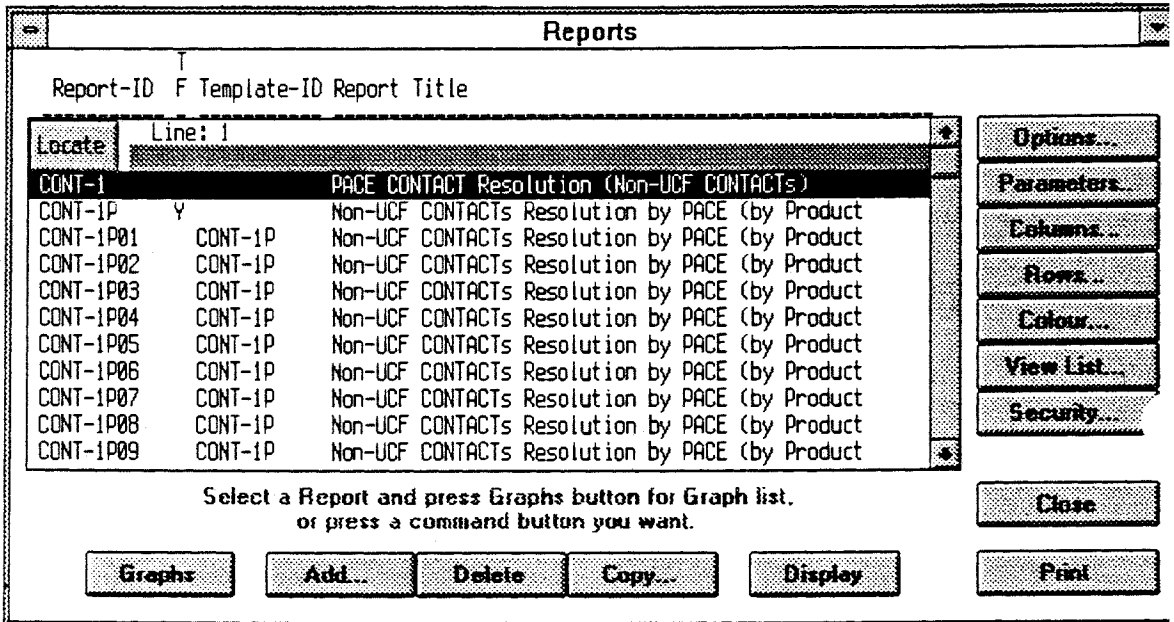 Reports
T
Report-ID F Template-ID Report Title
Locate Line: 1
CONT-1 PACE CONTACT Resolution (Non-UCF CONTACTs)
CONT-1P Y Non-UCF CONTACTs Resolution by PACE (by Product
CONT-1P01 CONT-1P Non-UCF CONTACTs Resolution by PACE (by Product
CONT-1P02 CONT-1P Non-UCF CONTACTs Resolution by PACE (by Product
CONT-1P03 CONT-1P Non-UCF CONTACTs Resolution by PACE (by Product
CONT-1P04 CONT-1P Non-UCF CONTACTs Resolution by PACE (by Product
CONT-1P05 CONT-1P Non-UCF CONTACTs Resolution by PACE (by Product
CONT-1P06 CONT-1P Non-UCF CONTACTs Resolution by PACE (by Product
CONT-1P07 CONT-1P Non-UCF CONTACTs Resolution by PACE (by Product
CONT-1P08 CONT-1P Non-UCF CONTACTs Resolution by PACE (by Product
CONT-1P09 CONT-1P Non-UCF CONTACTs Resolution by PACE (by Product
Options...
Parameters...
Columns...
Rows...
Colour...
View List...
Security...
Select a Report and press Graphs button for Graph list,
or press a command button you want.
Close
Graphs Add... Delete Copy... Display Print